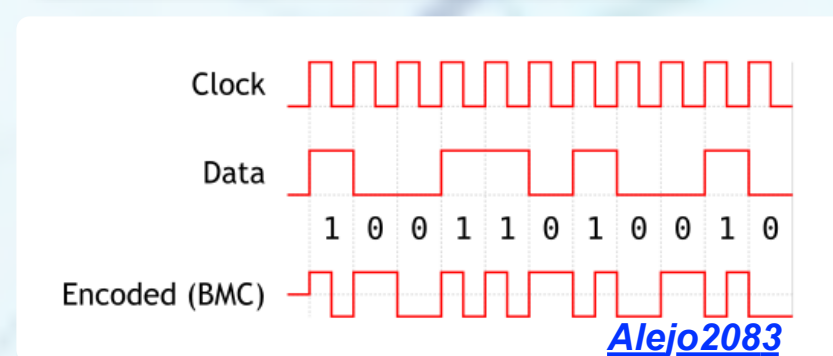 Clock
Data
1 0 0 1 1 0 1 0 0 1 0
Encoded (BMC)
Alejo2083